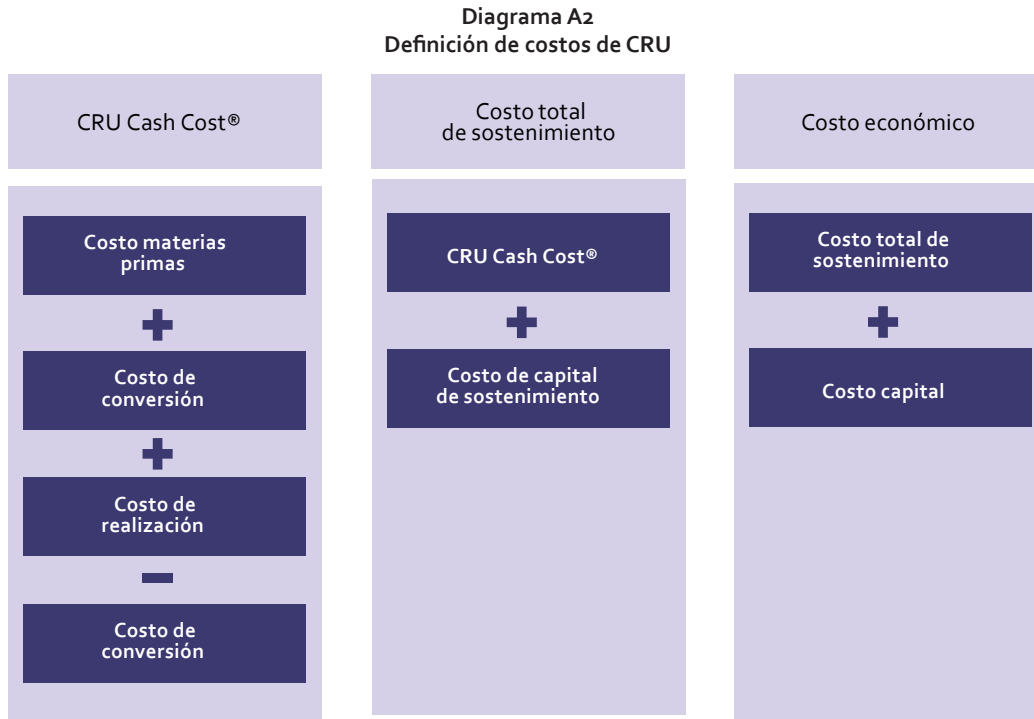 Diagrama A2
Definición de costos de CRU
CRU Cash Cost®
Costo materias
primas
+
Costo de
conversión
+
Costo de
realización
-
Costo de
conversión
Costo total
de sostenimiento
CRU Cash Cost®
+
Costo de capital
de sostenimiento
Costo económico
Costo total de
sostenimiento
+
Costo capital